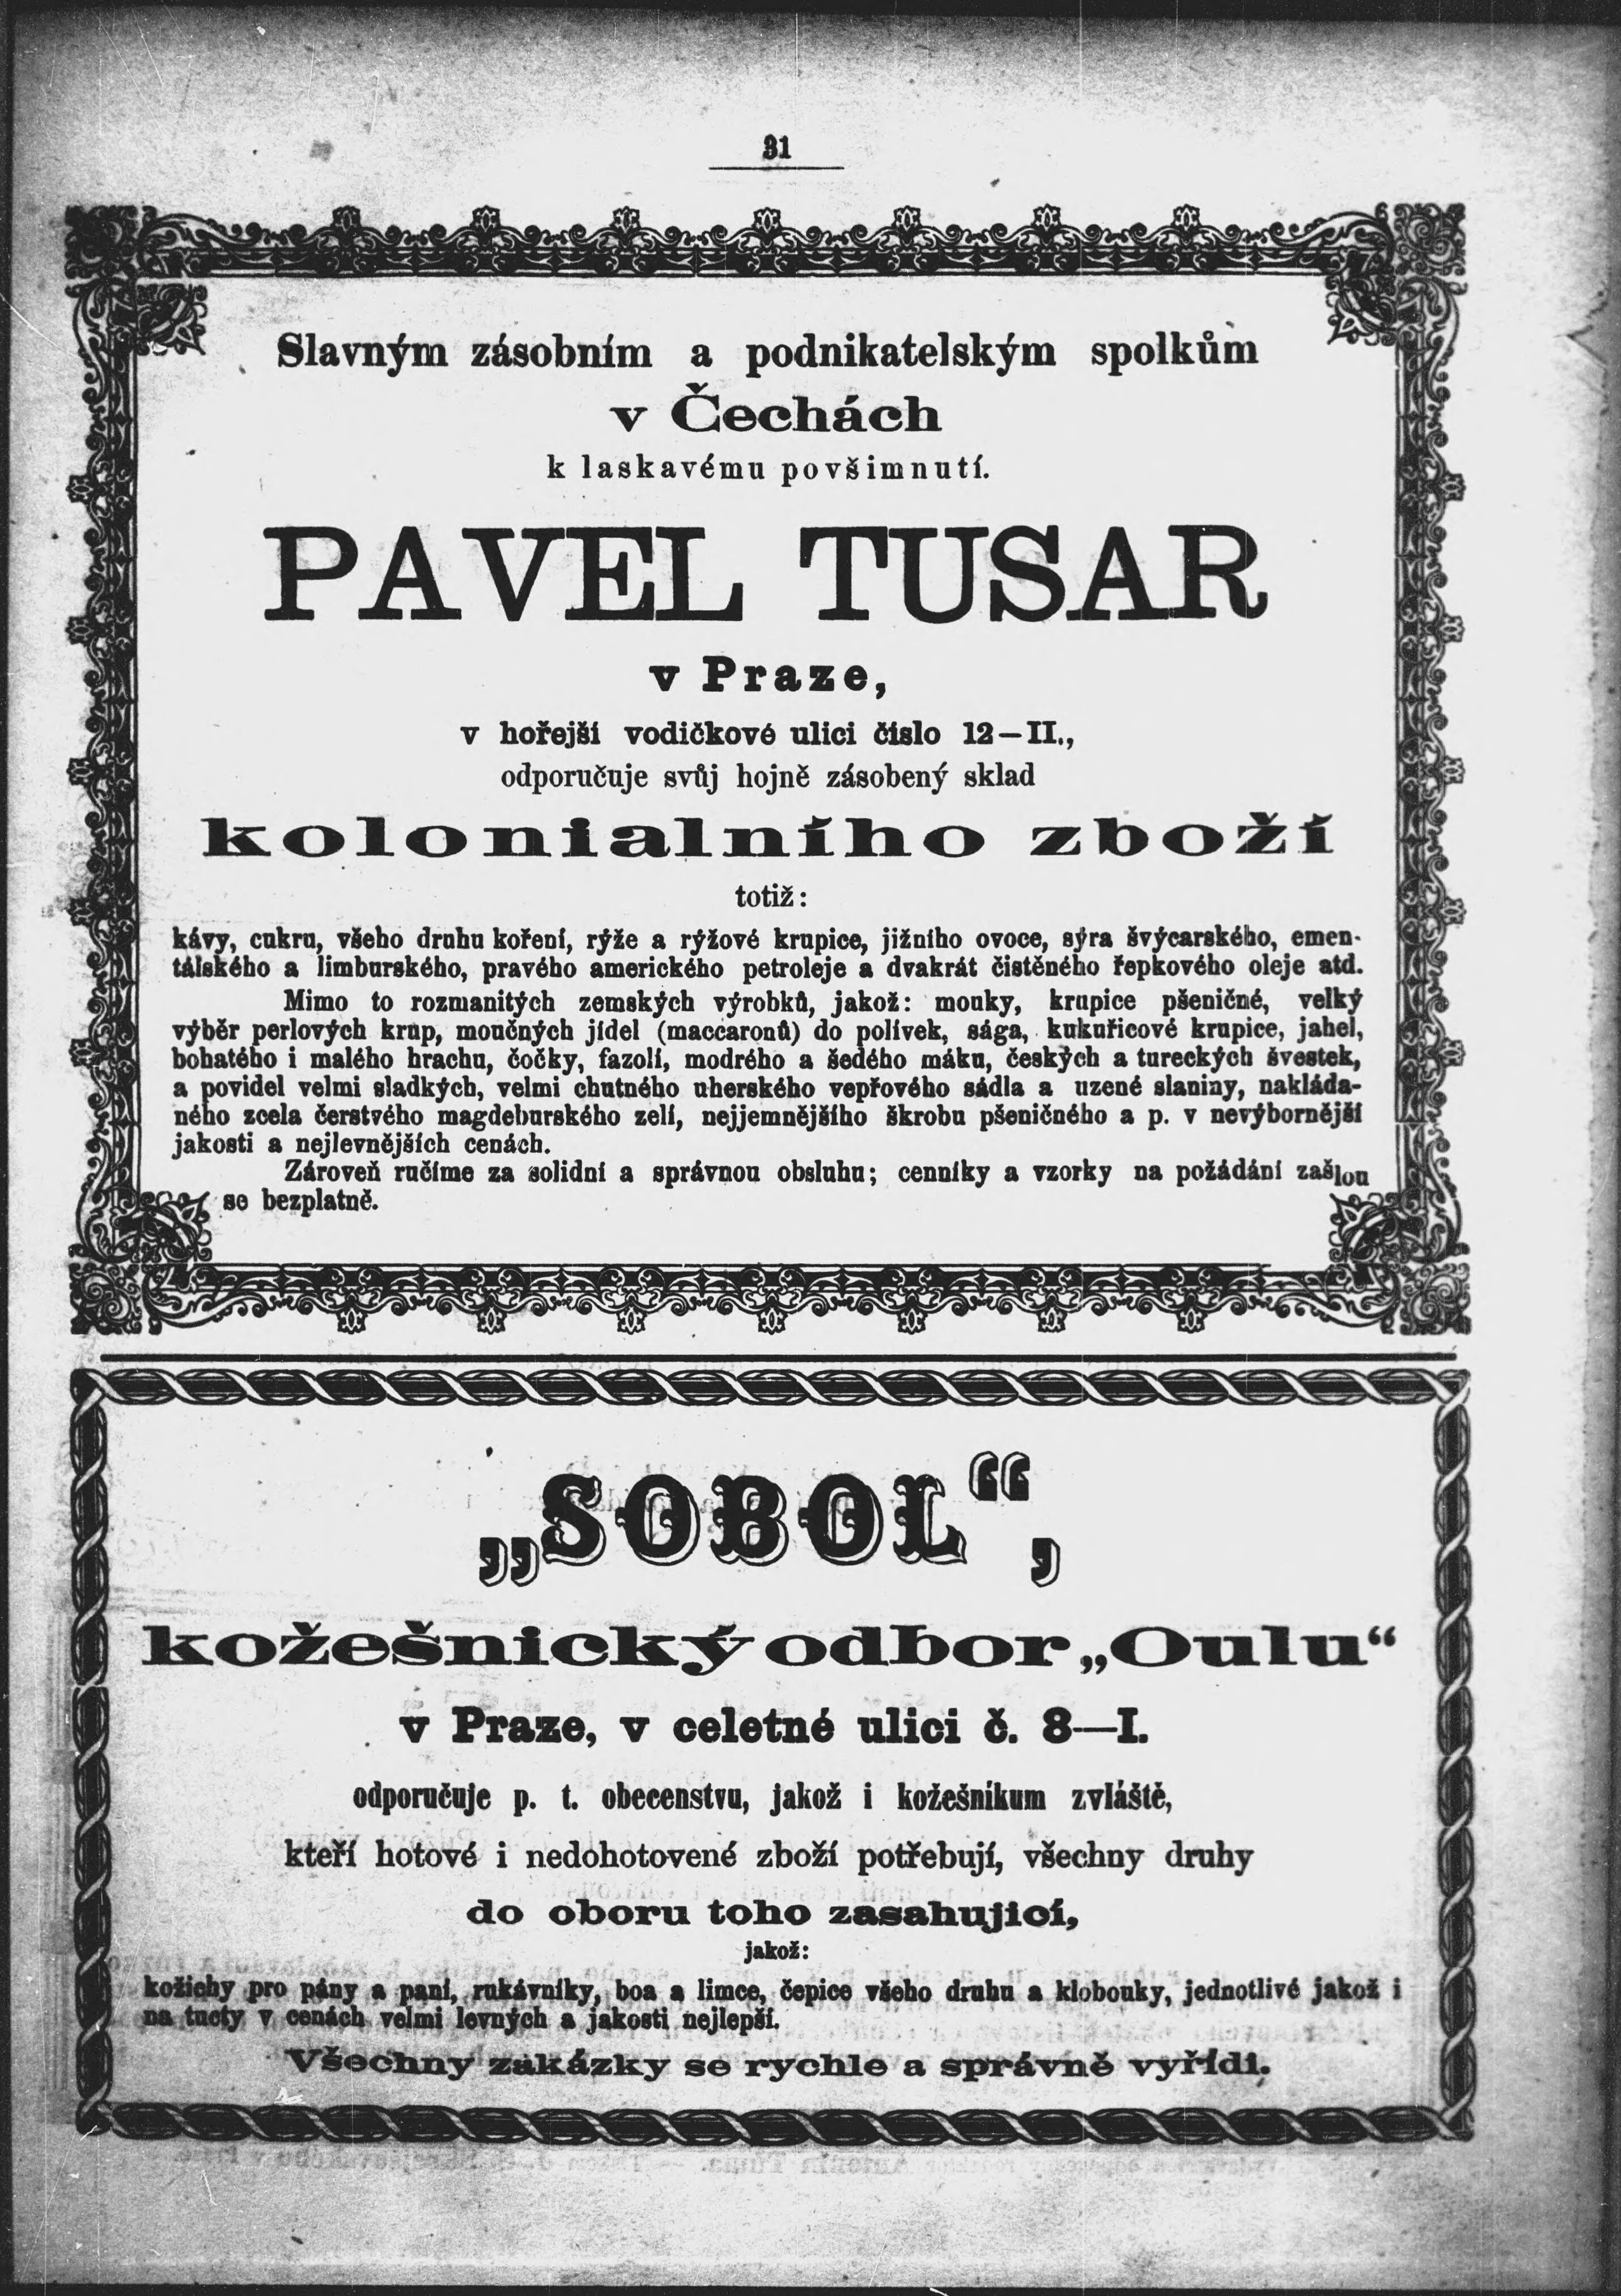 31
Slavným zásobním a podnikatelským spolkům
v Čechách
k laskavému povšimnutí.
PAVEL TUSAR
v Praze,
v hořejší vodičkové ulici číslo 12—II.,
odporučuje svůj hojně zásobený sklad
kolonialního zboží
totiž:
kávy, cukru, všeho druhu koření, rýže a rýžové krupice, jižního ovoce, sýra švýcarského, emen-
tálského a limburského, pravého amerického petroleje a dvakrát čistěného řepkového oleje atd.
Mimo to rozmanitých zemských výrobků, jakož: mouky, krupice pšeničné, velký
výběr perlových krup, moučných jídel (maccaronů) do polívek, sága, kukuřicové krupice, jahel,
bohatého i malého hrachu, čočky, fazolí, modrého a šedého máku, českých a tureckých švestek,
a povidel velmi sladkých, velmi chutného uherského vepřového sádla a uzené slaniny, nakláda-
ného zcela čerstvého magdeburského zelí, nejjemnějšího škrobu pšeničného a p. v nevýbornější
jakosti a nejlevnějších cenách.
Zároveň ručíme za solidní a správnou obsluhu; cenníky a vzorky na požádání zašlou
se bezplatně.
„SOBOL“,
kožešnický odbor „Oulu“
v Praze, v celetné ulici č. 8—I.
odporučuje p. t. obecenstvu, jakož i kožešníkum zvláště,
kteří hotové i nedohotovené zboží potřebují, všechny druhy
do oboru toho zasahujicí,
jakož:
kožichy pro pány a paní, rukávníky, boa a limce, čepice všeho druhu a klobouky, jednotlivé jakož i
na tucty v cenách velmi levných a jakosti nejlepší.
Všechny zakázky se rychle a správně vyřídí.